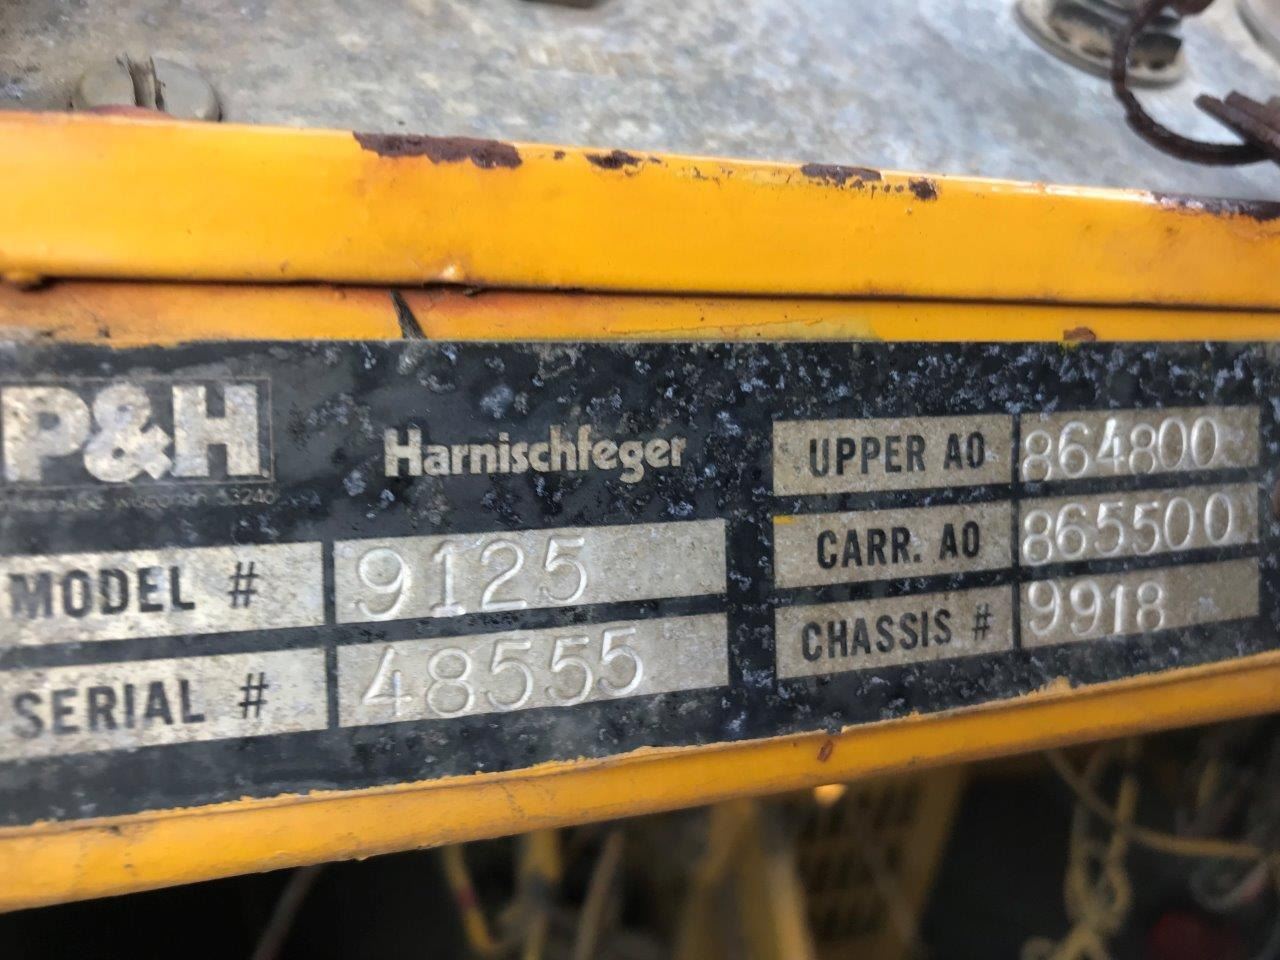 P&H Harnischfeger
MODEL # 9125
SERIAL # 48555
UPPER AO 864800
CARR. AO 865500
CHASSIS # 9918